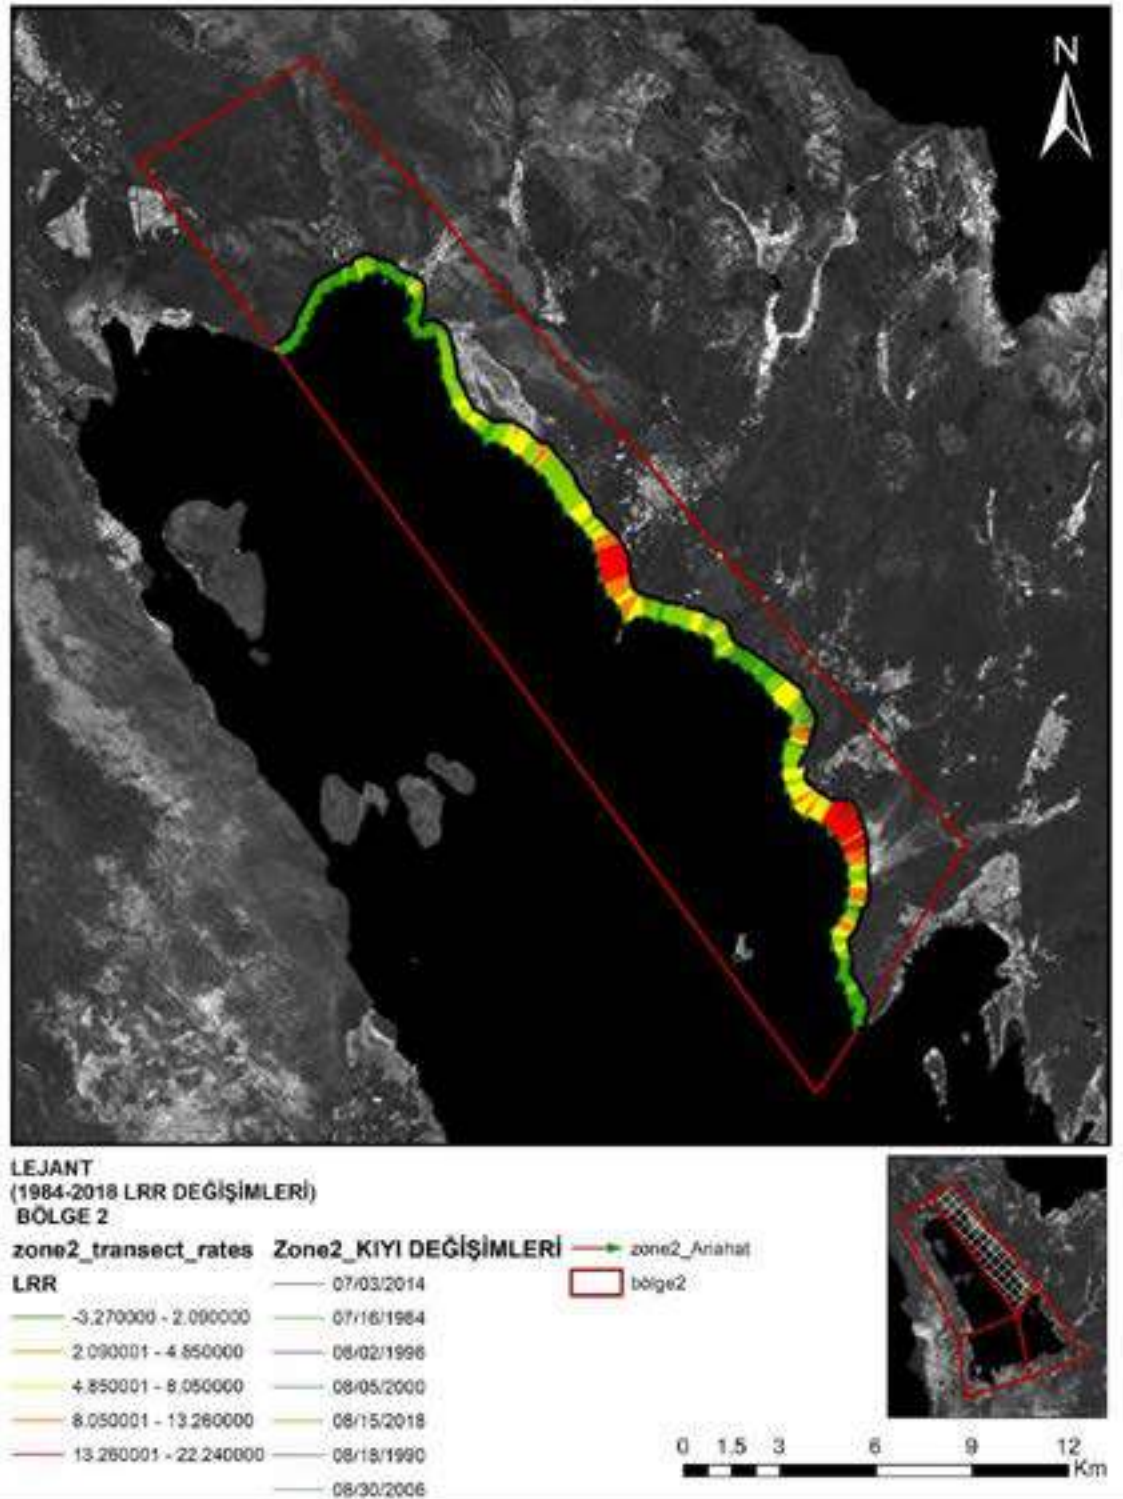 N
LEJANT
(1984-2018 LRR DEĞİŞİMLERİ)
BÖLGE 2
zone2_transect_rates
LRR
-3.270000 - 2.090000
2.090001 - 4.850000
4.850001 - 8.050000
8.050001 - 13.260000
13.260001 - 22.240000
Zone2_KIYI DEĞİŞİMLERİ
07/03/2014
07/16/1984
08/02/1996
08/05/2000
08/15/2018
08/18/1990
08/30/2006
zone2_Anahat
bölge2
0 1.5 3 6 9 12
Km